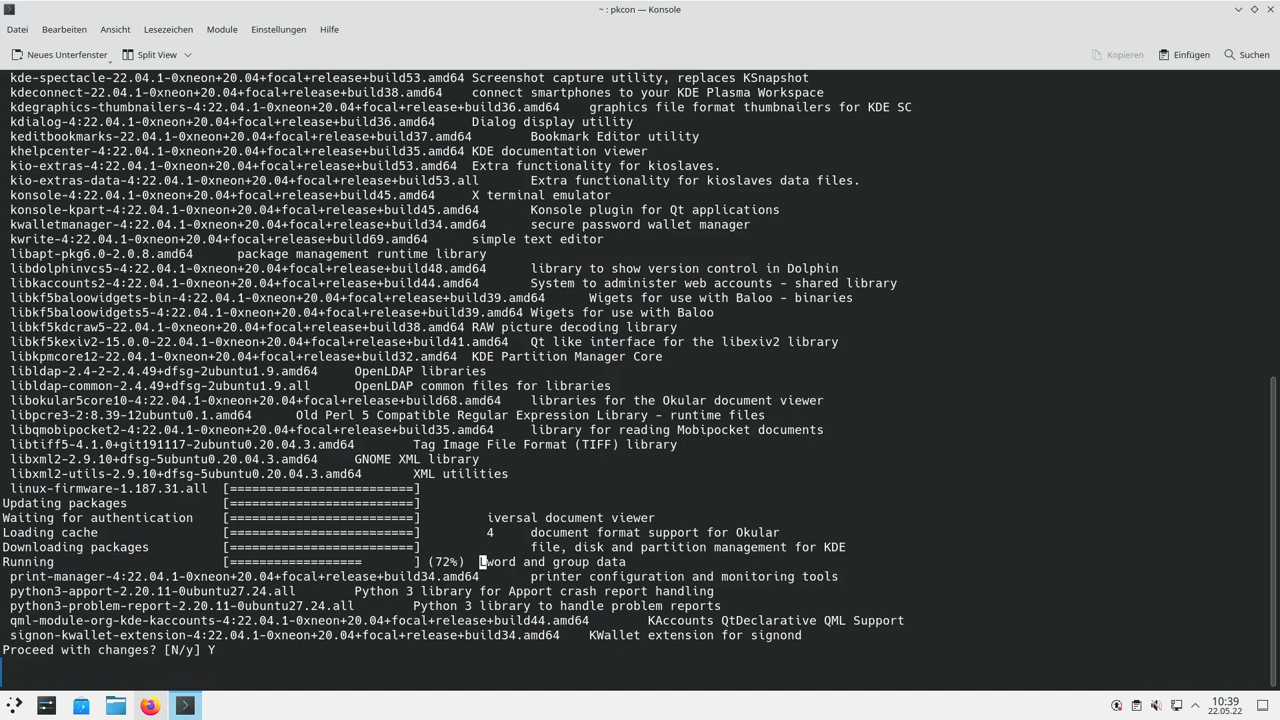 ~ : pkcon — Konsole
Datei Bearbeiten Ansicht Lesezeichen Module Einstellungen Hilfe
Neues Unterfenster Split View Kopieren Einfügen Suchen
kde-spectacle-22.04.1-0xneon+20.04+focal+release+build53.amd64 Screenshot capture utility, replaces KSnapshot
kdeconnect-22.04.1-0xneon+20.04+focal+release+build38.amd64 connect smartphones to your KDE Plasma Workspace
kdegraphics-thumbnailers-4:22.04.1-0xneon+20.04+focal+release+build36.amd64 graphics file format thumbnailers for KDE SC
kdialog-4:22.04.1-0xneon+20.04+focal+release+build36.amd64 Dialog display utility
keditbookmarks-22.04.1-0xneon+20.04+focal+release+build37.amd64 Bookmark Editor utility
khelpcenter-4:22.04.1-0xneon+20.04+focal+release+build35.amd64 KDE documentation viewer
kio-extras-4:22.04.1-0xneon+20.04+focal+release+build53.amd64 Extra functionality for kioslaves.
kio-extras-data-4:22.04.1-0xneon+20.04+focal+release+build53.all Extra functionality for kioslaves data files.
konsole-4:22.04.1-0xneon+20.04+focal+release+build45.amd64 X terminal emulator
konsole-kpart-4:22.04.1-0xneon+20.04+focal+release+build45.amd64 Konsole plugin for Qt applications
kwalletmanager-4:22.04.1-0xneon+20.04+focal+release+build34.amd64 secure password wallet manager
kwrite-4:22.04.1-0xneon+20.04+focal+release+build69.amd64 simple text editor
libapt-pkg6.0-2.0.8.amd64 package management runtime library
libdolphinvcs5-4:22.04.1-0xneon+20.04+focal+release+build48.amd64 library to show version control in Dolphin
libkaccounts2-4:22.04.1-0xneon+20.04+focal+release+build44.amd64 System to administer web accounts - shared library
libkf5baloowidgets-bin-4:22.04.1-0xneon+20.04+focal+release+build39.amd64 Wigets for use with Baloo - binaries
libkf5baloowidgets5-4:22.04.1-0xneon+20.04+focal+release+build39.amd64 Wigets for use with Baloo
libkf5kdcraw5-22.04.1-0xneon+20.04+focal+release+build38.amd64 RAW picture decoding library
libkf5kexiv2-15.0.0-22.04.1-0xneon+20.04+focal+release+build41.amd64 Qt like interface for the libexiv2 library
libkpmcore12-22.04.1-0xneon+20.04+focal+release+build32.amd64 KDE Partition Manager Core
libldap-2.4-2-2.4.49+dfsg-2ubuntu1.9.amd64 OpenLDAP libraries
libldap-common-2.4.49+dfsg-2ubuntu1.9.all OpenLDAP common files for libraries
libokular5core10-4:22.04.1-0xneon+20.04+focal+release+build68.amd64 libraries for the Okular document viewer
libpcre3-2:8.39-12ubuntu0.1.amd64 Old Perl 5 Compatible Regular Expression Library - runtime files
libqmobipocket2-4:22.04.1-0xneon+20.04+focal+release+build35.amd64 library for reading Mobipocket documents
libtiff5-4.1.0+git191117-2ubuntu0.20.04.3.amd64 Tag Image File Format (TIFF) library
libxml2-2.9.10+dfsg-5ubuntu0.20.04.3.amd64 GNOME XML library
libxml2-utils-2.9.10+dfsg-5ubuntu0.20.04.3.amd64 XML utilities
linux-firmware-1.187.31.all [=========================]
Updating packages [=========================]
Waiting for authentication [=========================] iversal document viewer
Loading cache [=========================] 4 document format support for Okular
Downloading packages [=========================] file, disk and partition management for KDE
Running [================== ] (72%) Lword and group data
print-manager-4:22.04.1-0xneon+20.04+focal+release+build34.amd64 printer configuration and monitoring tools
python3-apport-2.20.11-0ubuntu27.24.all Python 3 library for Apport crash report handling
python3-problem-report-2.20.11-0ubuntu27.24.all Python 3 library to handle problem reports
qml-module-org-kde-kaccounts-4:22.04.1-0xneon+20.04+focal+release+build44.amd64 KAccounts QtDeclarative QML Support
signon-kwallet-extension-4:22.04.1-0xneon+20.04+focal+release+build34.amd64 KWallet extension for signond
Proceed with changes? [N/y] Y
10:39
22.05.22